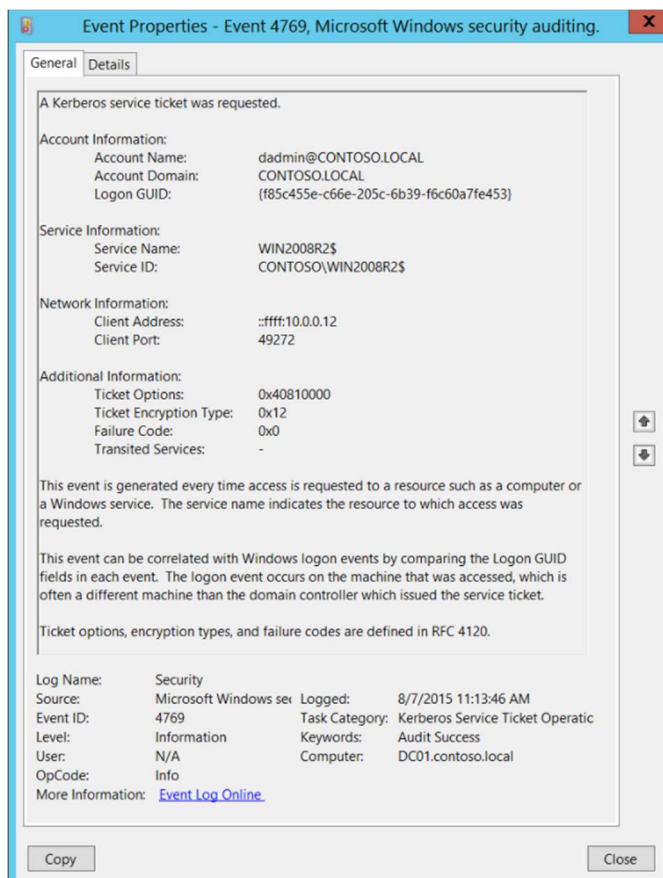 Event Properties - Event 4769, Microsoft Windows security auditing.
X
General Details
A Kerberos service ticket was requested.
Account Information:
Account Name: dadmin@CONTOSO.LOCAL
Account Domain: CONTOSO.LOCAL
Logon GUID: {f85c455e-c66e-205c-6b39-f6c60a7fe453}
Service Information:
Service Name: WIN2008R2$
Service ID: CONTOSO\WIN2008R2$
Network Information:
Client Address: ::ffff:10.0.0.12
Client Port: 49272
Additional Information:
Ticket Options: 0x40810000
Ticket Encryption Type: 0x12
Failure Code: 0x0
Transited Services: -
This event is generated every time access is requested to a resource such as a computer or
a Windows service. The service name indicates the resource to which access was
requested.
This event can be correlated with Windows logon events by comparing the Logon GUID
fields in each event. The logon event occurs on the machine that was accessed, which is
often a different machine than the domain controller which issued the service ticket.
Ticket options, encryption types, and failure codes are defined in RFC 4120.
Log Name: Security
Source: Microsoft Windows sec Logged: 8/7/2015 11:13:46 AM
Event ID: 4769 Task Category: Kerberos Service Ticket Operatic
Level: Information Keywords: Audit Success
User: N/A Computer: DC01.contoso.local
OpCode: Info
More Information: Event Log Online
Copy Close